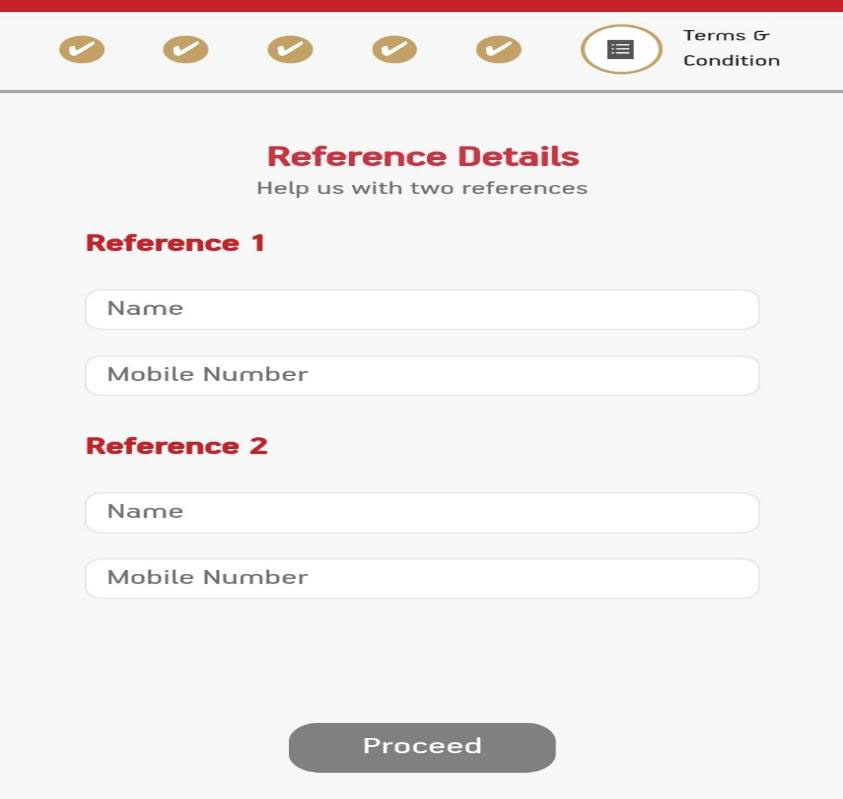 Terms &
Condition
Reference Details
Help us with two references
Reference 1
Name
Mobile Number
Reference 2
Name
Mobile Number
Proceed